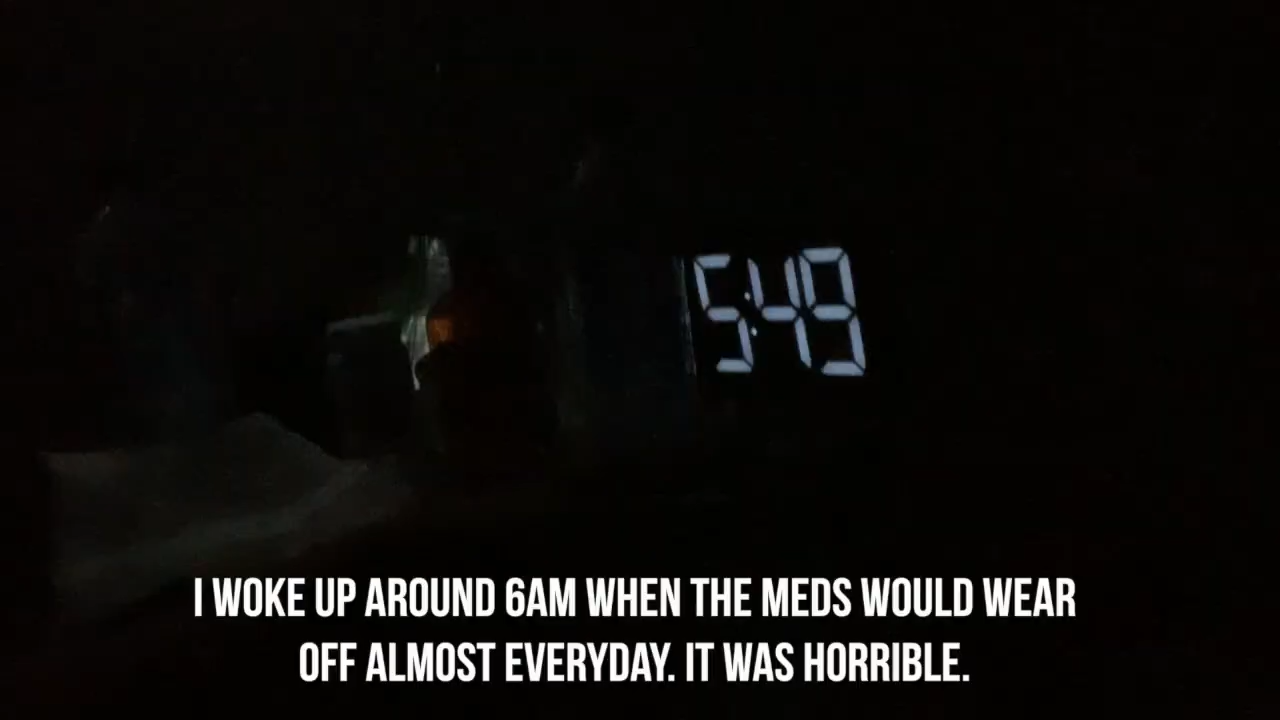 5:49
I WOKE UP AROUND 6AM WHEN THE MEDS WOULD WEAR
OFF ALMOST EVERYDAY. IT WAS HORRIBLE.